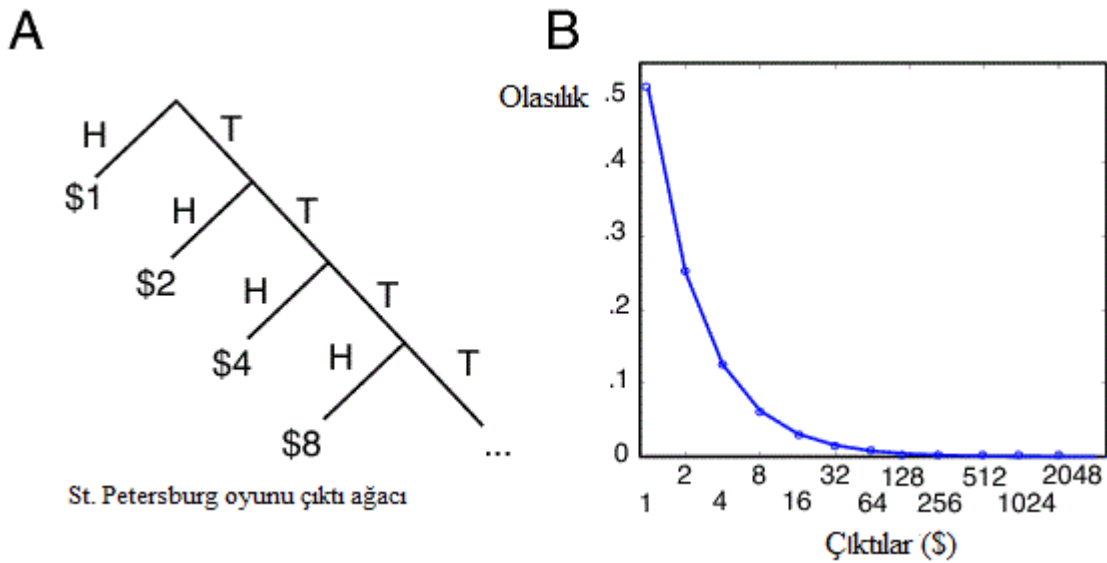 A
H
T
$1
H
T
$2
H
T
$4
H
T
$8
...
St. Petersburg oyunu çıktı ağacı
B
Olasılık
.5
.4
.3
.2
.1
0
2 8 32 128 512 2048
1 4 16 64 256 1024
Çıktılar ($)